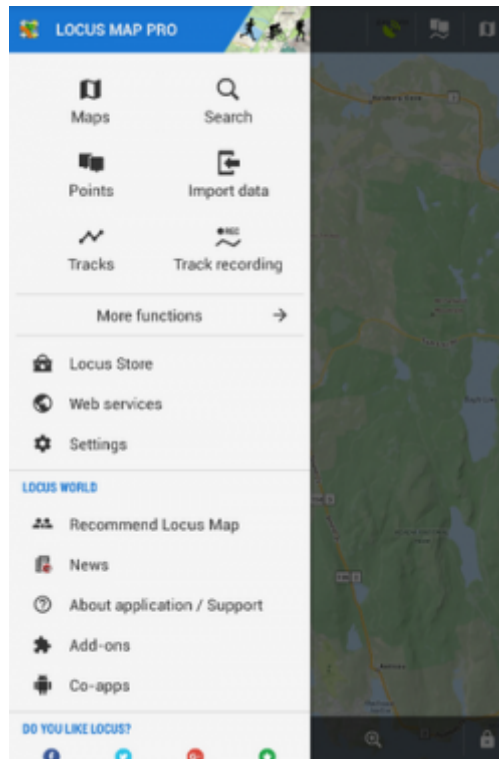 LOCUS MAP PRO
Maps
Search
Points
Import data
REC
Tracks
Track recording
More functions
Locus Store
Web services
Settings
LOCUS WORLD
Recommend Locus Map
News
About application / Support
Add-ons
Co-apps
DO YOU LIKE LOCUS?